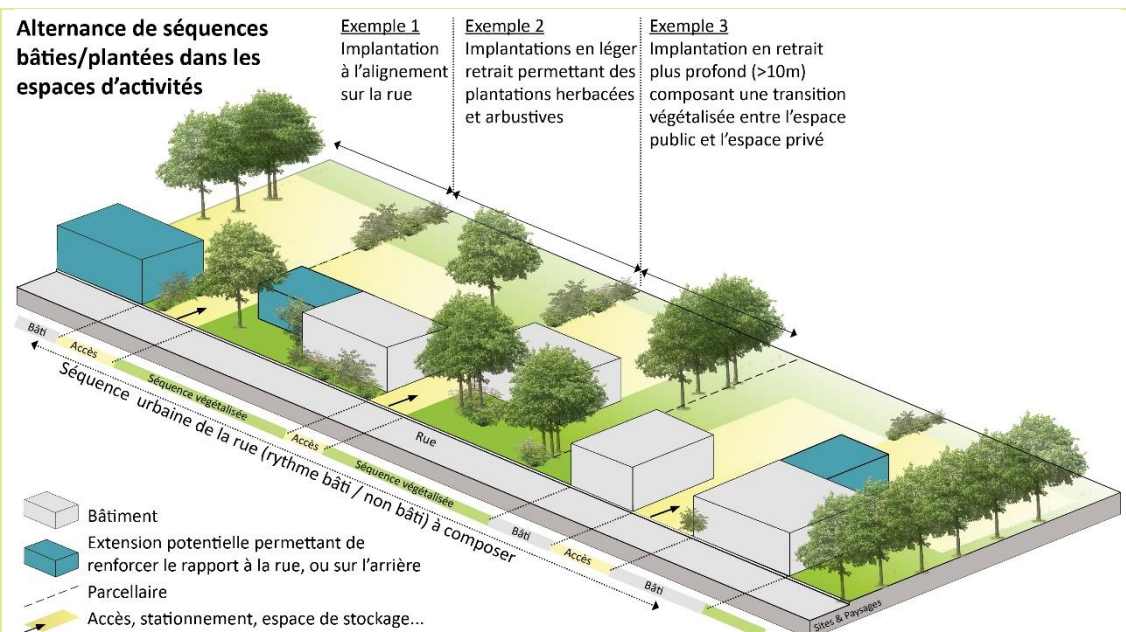 Alternance de séquences
bâties/plantées dans les
espaces d’activités
Exemple 1
Implantation
à l’alignement
sur la rue
Exemple 2
Implantations en léger
retrait permettant des
plantations herbacées
et arbustives
Exemple 3
Implantation en retrait
plus profond (>10m)
composant une transition
végétalisée entre l’espace
public et l’espace privé
Bâti
Accès
Séquence végétalisée
Accès
Séquence végétalisée
Bâti
Accès
Bâti
Rue
Séquence urbaine de la rue (rythme bâti / non bâti) à composer
Sites & Paysages
Bâtiment
Extension potentielle permettant de
renforcer le rapport à la rue, ou sur l’arrière
Parcellaire
Accès, stationnement, espace de stockage...